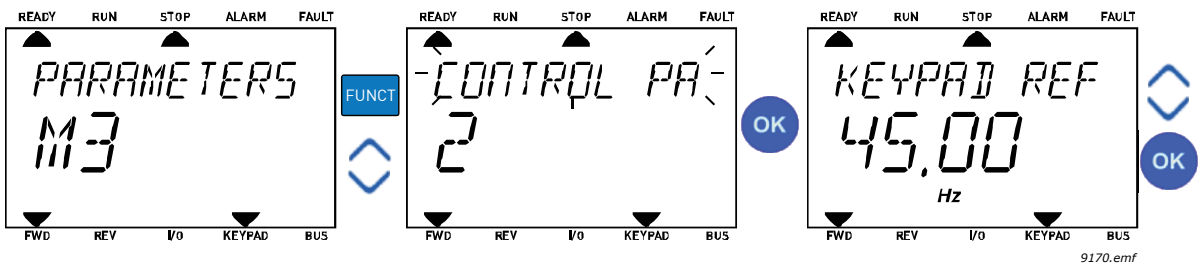 READY RUN STOP ALARM FAULT
PARAMETERS
M3
FWD REV I/O KEYPAD BUS
FUNCT
READY RUN STOP ALARM FAULT
CONTROL PA
2
FWD REV I/O KEYPAD BUS
OK
READY RUN STOP ALARM FAULT
KEYPAD REF
45.00
Hz
FWD REV I/O KEYPAD BUS
OK
9170.emf